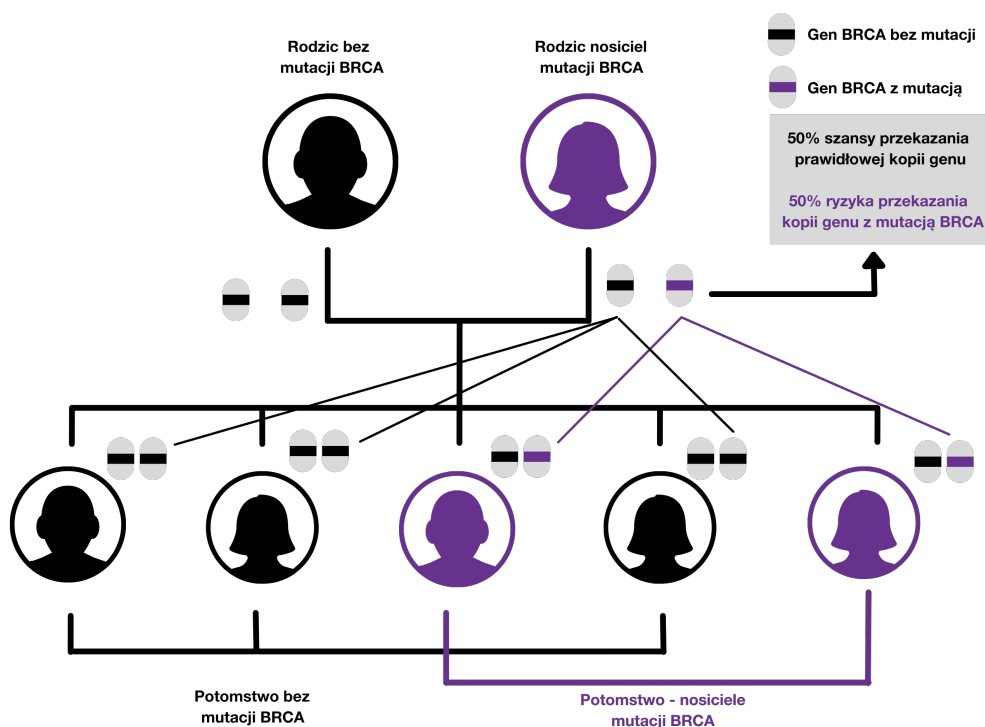 Rodzic bez
mutacji BRCA
Rodzic nosiciel
mutacji BRCA
Gen BRCA bez mutacji
Gen BRCA z mutacją
50% szansy przekazania
prawidłowej kopii genu
50% ryzyka przekazania
kopii genu z mutacją BRCA
Potomstwo bez
mutacji BRCA
Potomstwo - nosiciele
mutacji BRCA